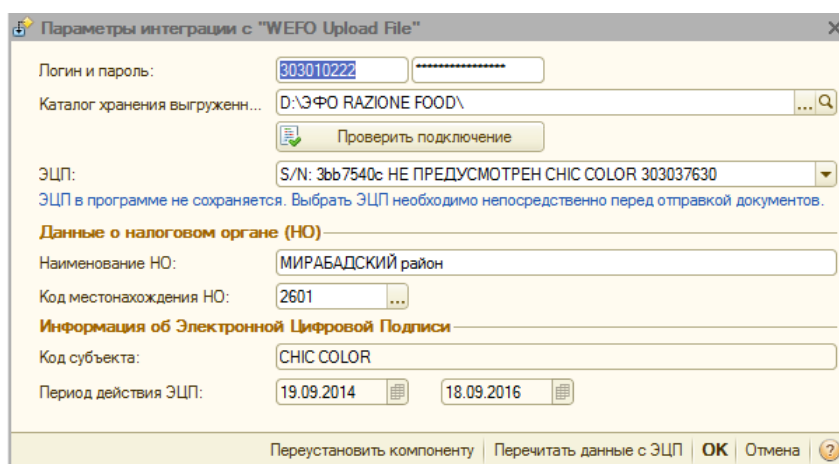 Параметры интеграции с "WEFO Upload File"
Логин и пароль: 303010222 ****************
Каталог хранения выгруженн... D:\ЭФО RAZIONE FOOD\ ...
Проверить подключение
ЭЦП: S/N: 3bb7540c НЕ ПРЕДУСМОТРЕН CHIC COLOR 303037630
ЭЦП в программе не сохраняется. Выбрать ЭЦП необходимо непосредственно перед отправкой документов.
Данные о налоговом органе (НО)
Наименование НО: МИРАБАДСКИЙ район
Код местонахождения НО: 2601 ...
Информация об Электронной Цифровой Подписи
Код субъекта: CHIC COLOR
Период действия ЭЦП: 19.09.2014 18.09.2016
Переустановить компоненту Перечитать данные с ЭЦП OK Отмена ?